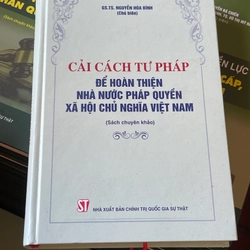 GS.TS. NGUYỄN HÒA BÌNH
(Chủ biên)
CẢI CÁCH TƯ PHÁP
ĐỂ HOÀN THIỆN
NHÀ NƯỚC PHÁP QUYỀN
XÃ HỘI CHỦ NGHĨA VIỆT NAM
(Sách chuyên khảo)
ST
NHÀ XUẤT BẢN CHÍNH TRỊ QUỐC GIA SỰ THẬT